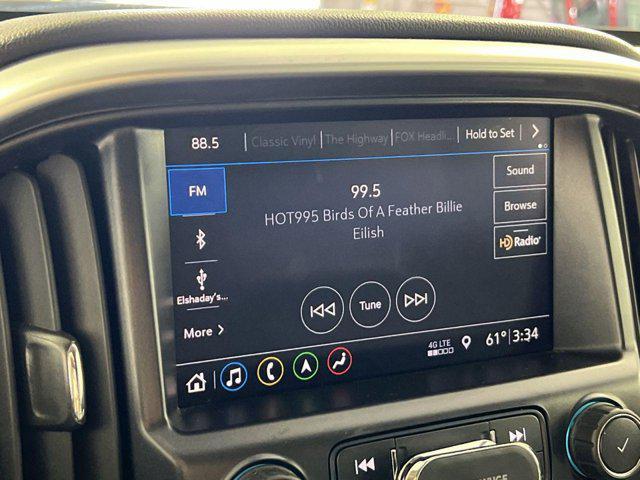 88.5 Classic Vinyl The Highway FOX Headli... Hold to Set
FM
99.5
HOT995 Birds Of A Feather Billie
Eilish
Sound
Browse
HD Radio
Elshaday's...
More
Tune
4G LTE
61° 3:34